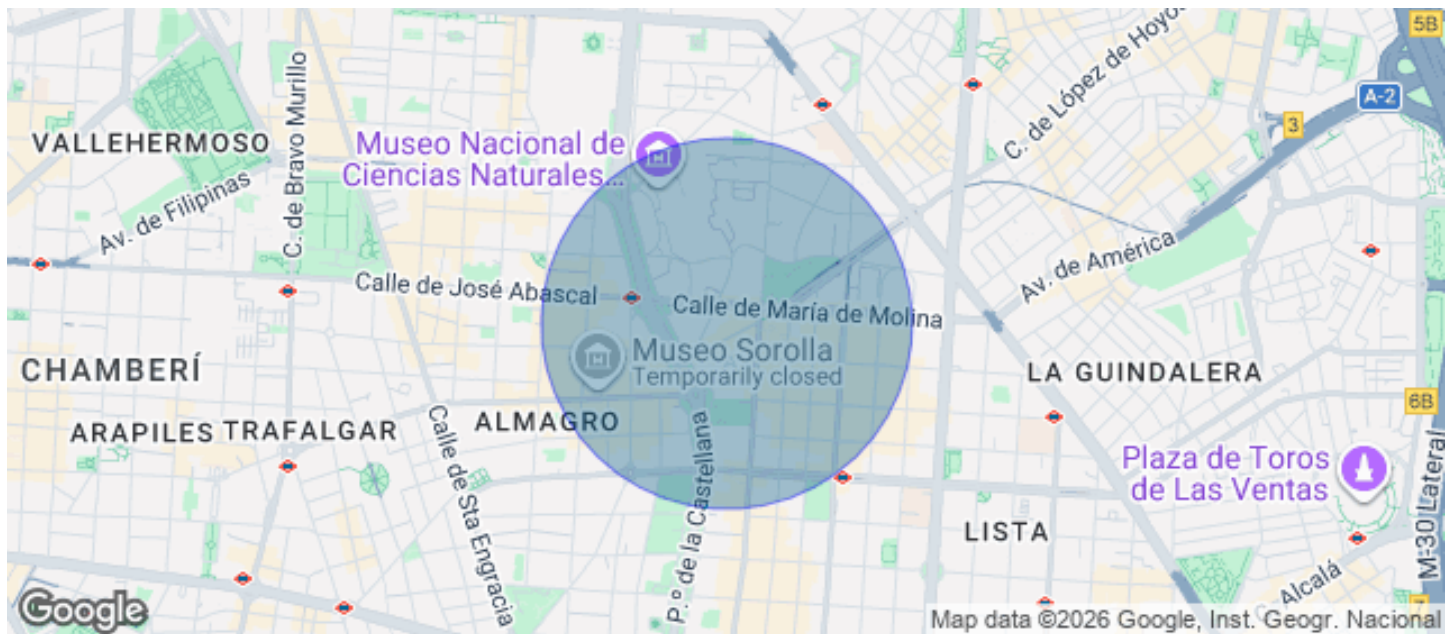 5B
A-2
3
C. de López de Hoyos
VALLEHERMOSO
C. de Bravo Murillo
Museo Nacional de
Ciencias Naturales...
Av. de Filipinas
Av. de América
Calle de José Abascal
Calle de María de Molina
Museo Sorolla
Temporarily closed
CHAMBERÍ
LA GUINDALERA
6B
ALMAGRO
ARAPILES
TRAFALGAR
Calle de Sta Engracia
P.º de la Castellana
Plaza de Toros
de Las Ventas
M-30 Lateral
LISTA
Alcalá
Google
Map data ©2026 Google, Inst. Geogr. Nacional